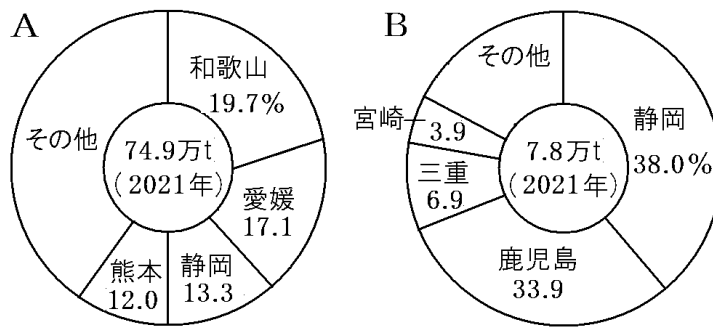 A
和歌山
19.7%
愛媛
17.1
静岡
13.3
熊本
12.0
その他
74.9万t
(2021年)
B
静岡
38.0%
鹿児島
33.9
三重
6.9
宮崎
3.9
その他
7.8万t
(2021年)